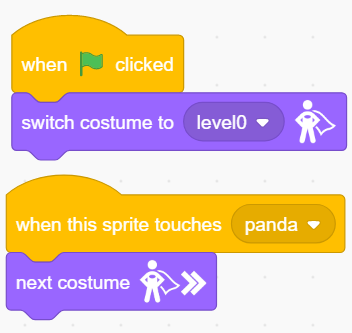 when clicked
switch costume to level0
when this sprite touches panda
next costume